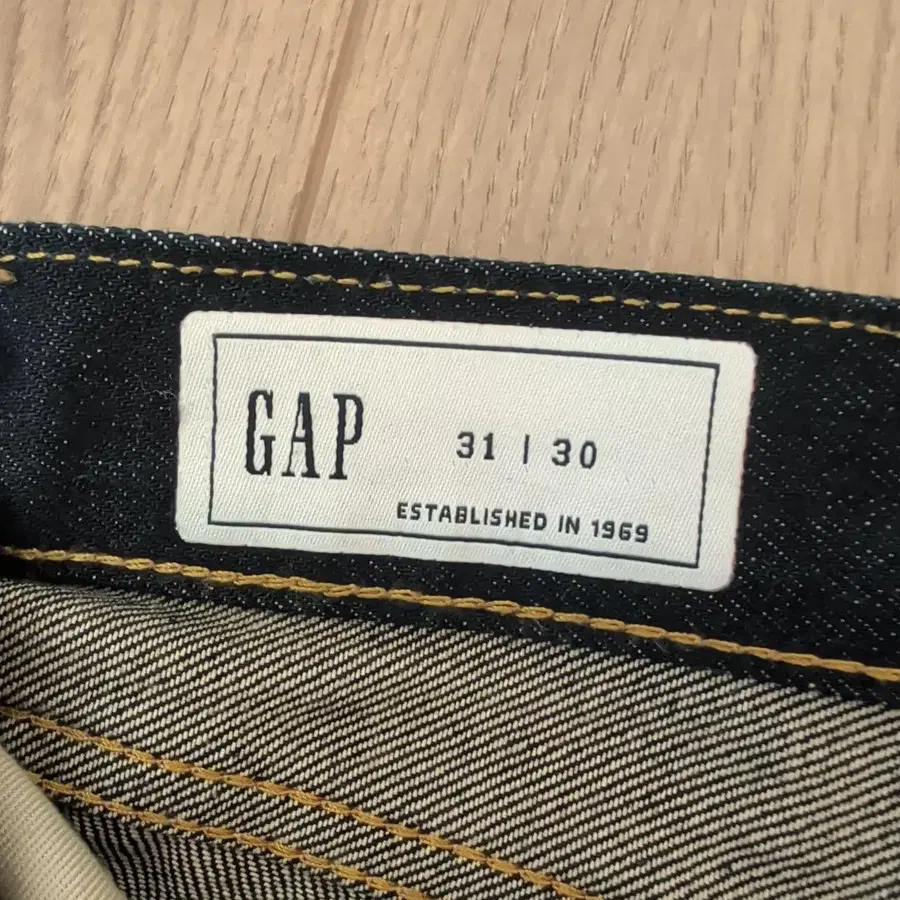 GAP 31 | 30
ESTABLISHED IN 1969